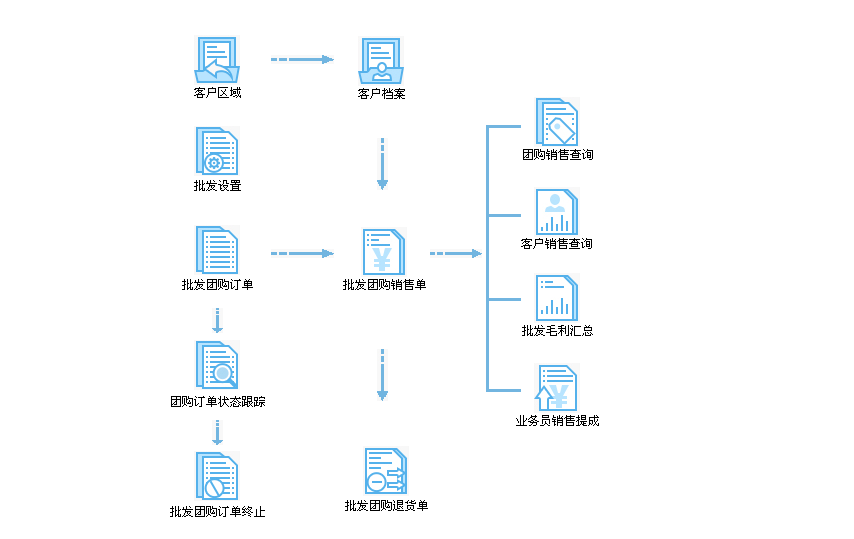 客户区域
客户档案
团购销售查询
批发设置
客户销售查询
批发团购订单
批发团购销售单
批发毛利汇总
团购订单状态跟踪
业务员销售提成
批发团购订单终止
批发团购退货单